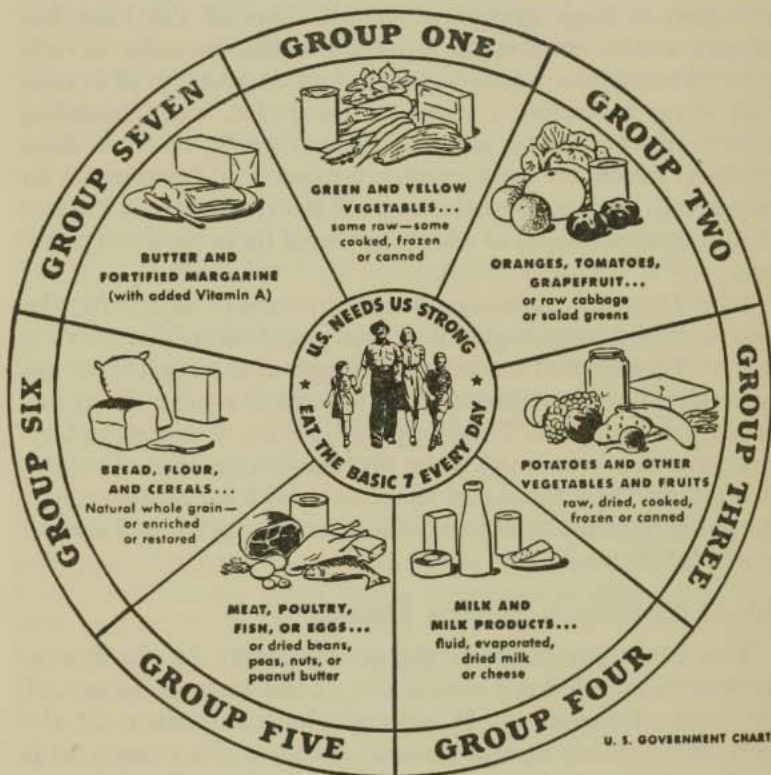 GROUP ONE
GREEN AND YELLOW
VEGETABLES...
some raw—some
cooked, frozen
or canned
GROUP TWO
ORANGES, TOMATOES,
GRAPEFRUIT...
or raw cabbage
or salad greens
GROUP THREE
POTATOES AND OTHER
VEGETABLES AND FRUITS
raw, dried, cooked,
frozen or canned
GROUP FOUR
MILK AND
MILK PRODUCTS...
fluid, evaporated,
dried milk
or cheese
GROUP FIVE
MEAT, POULTRY,
FISH, OR EGGS...
or dried beans,
peas, nuts, or
peanut butter
GROUP SIX
BREAD, FLOUR,
AND CEREALS...
Natural whole grain—
or enriched
or restored
GROUP SEVEN
BUTTER AND
FORTIFIED MARGARINE
(with added Vitamin A)
U.S. NEEDS US STRONG
EAT THE BASIC 7 EVERY DAY
U. S. GOVERNMENT CHART